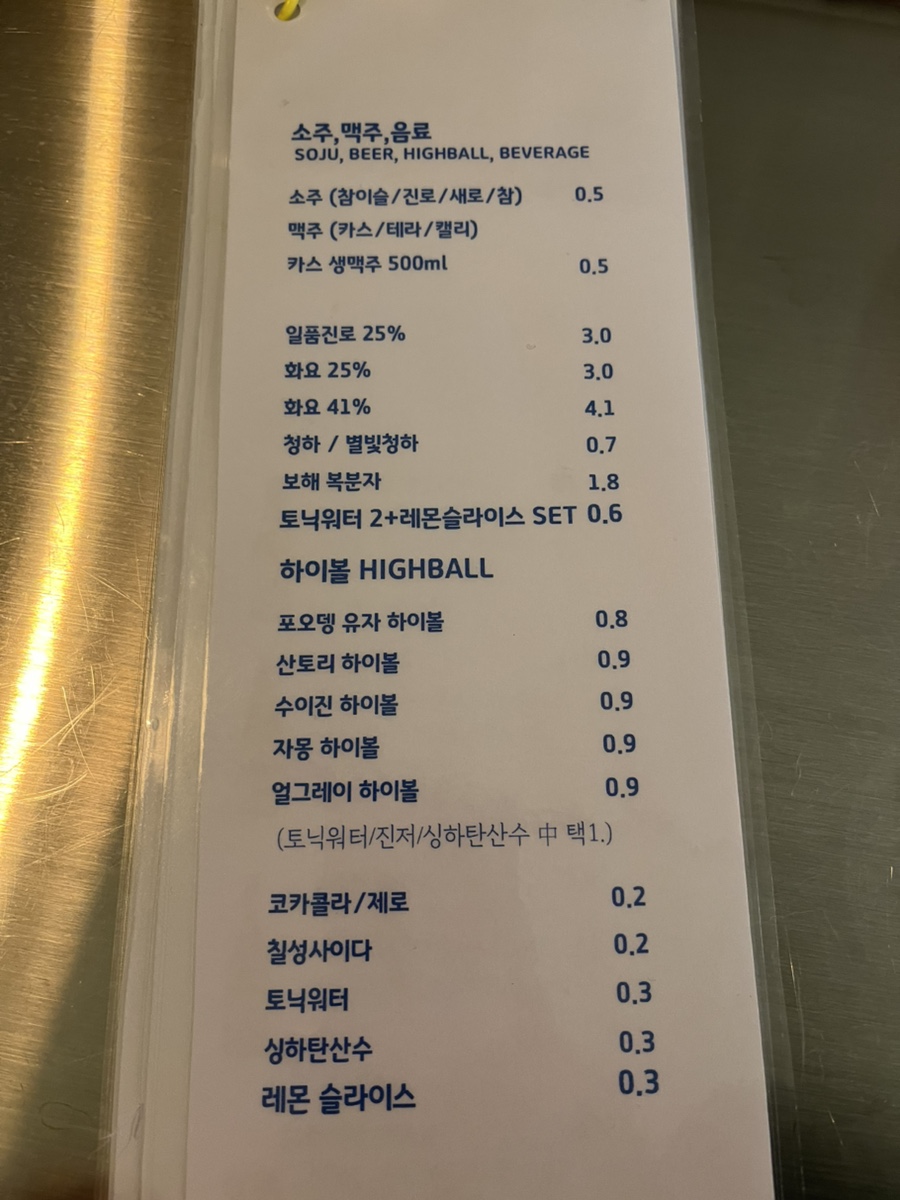 소주,맥주,음료
SOJU, BEER, HIGHBALL, BEVERAGE
소주 (참이슬/진로/새로/참) 0.5
맥주 (카스/테라/캘리)
카스 생맥주 500ml 0.5
일품진로 25% 3.0
화요 25% 3.0
화요 41% 4.1
청하 / 별빛청하 0.7
보해 복분자 1.8
토닉워터 2+레몬슬라이스 SET 0.6
하이볼 HIGHBALL
포오뎅 유자 하이볼 0.8
산토리 하이볼 0.9
수이진 하이볼 0.9
자몽 하이볼 0.9
얼그레이 하이볼 0.9
(토닉워터/진저/싱하탄산수 中 택1.)
코카콜라/제로 0.2
칠성사이다 0.2
토닉워터 0.3
싱하탄산수 0.3
레몬 슬라이스 0.3